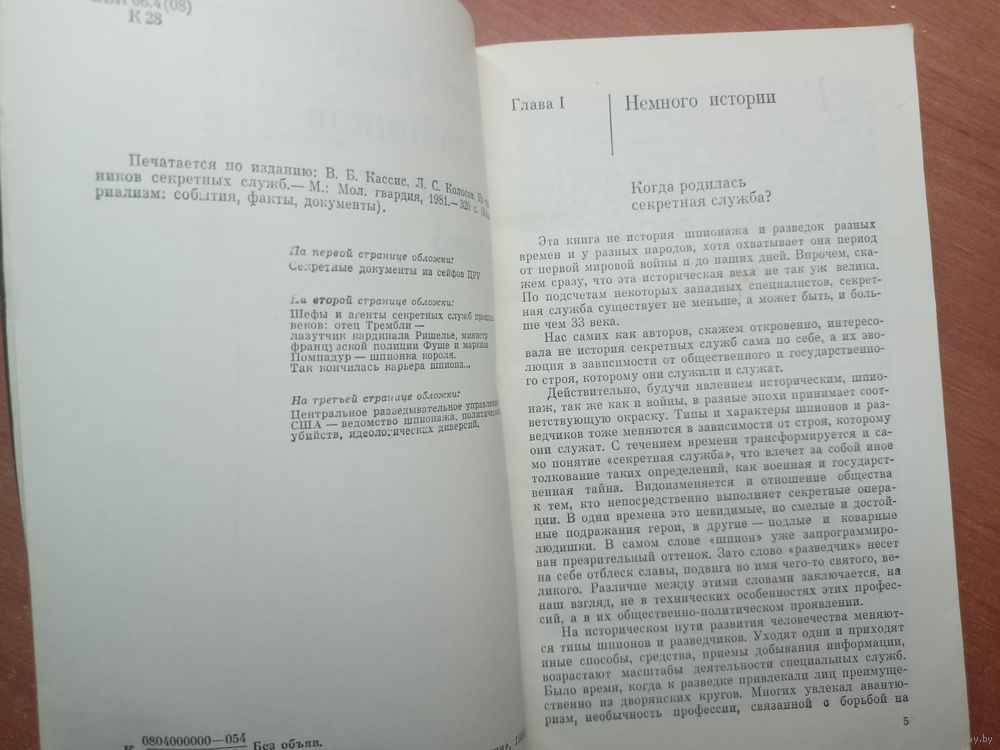 66.4(08)
К 28
Печатается по изданию: В. Б. Кассис, Л. С. Колосов.
ников секретных служб.— М.: Мол. гвардия, 1981.— 320 с.
риализм: события, факты, документы).
На первой странице обложки:
Секретные документы из сейфов ЦРУ
На второй странице обложки:
Шефы и агенты секретных служб
веков: отец Трембли —
лазутчик кардинала Ришелье, министр
французской полиции Фуше и маркиза
Помпадур — шпионка короля.
Так кончилась карьера шпиона...
На третьей странице обложки:
Центральное разведывательное управление
США — ведомство шпионажа, политических
убийств, идеологических диверсий.
0804000000—054
Без объяв.
Глава I
Немного истории
Когда родилась
секретная служба?
Эта книга не история шпионажа и разведок разных
времен и у разных народов, хотя охватывает она период
от первой мировой войны и до наших дней. Впрочем, ска-
жем сразу, что эта историческая веха не так уж велика.
По подсчетам некоторых западных специалистов, секрет-
ная служба существует не меньше, а может быть, и боль-
ше чем 33 века.
Нас самих как авторов, скажем откровенно, интересо-
вала не история секретных служб сама по себе, а их эво-
люция в зависимости от общественного и государственно-
го строя, которому они служили и служат.
Действительно, будучи явлением историческим, шпио-
наж, так же как и войны, в разные эпохи принимает соот-
ветствующую окраску. Типы и характеры шпионов и раз-
ведчиков тоже меняются в зависимости от строя, которому
они служат. С течением времени трансформируется и са-
мо понятие «секретная служба», что влечет за собой иное
толкование таких определений, как военная и государст-
венная тайна. Видоизменяется и отношение общества
к тем, кто непосредственно выполняет секретные опера-
ции. В одни времена это невидимые, но смелые и достой-
ные подражания герои, в другие — подлые и коварные
людишки. В самом слове «шпион» уже запрограммиро-
ван презрительный оттенок. Зато слово «разведчик» несет
на себе отблеск славы, подвига во имя чего-то святого, ве-
ликого. Различие между этими словами заключается, на
наш взгляд, не в технических особенностях этих профес-
сий, а в их общественно-политическом проявлении.
На историческом пути развития человечества меняют-
ся типы шпионов и разведчиков. Уходят одни и приходят
иные способы, средства, приемы добывания информации,
возрастают масштабы деятельности специальных служб.
Было время, когда к разведке привлекали лиц преимуще-
ственно из дворянских кругов. Многих увлекал авантю-
ризм, необычность профессии, связанной с борьбой на
5